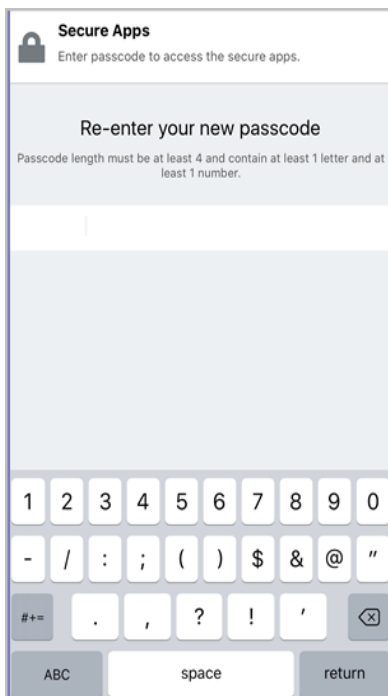 Secure Apps
Enter passcode to access the secure apps.
Re-enter your new passcode
Passcode length must be at least 4 and contain at least 1 letter and at
least 1 number.
1 2 3 4 5 6 7 8 9 0
- / : ; ( ) $ & @ "
#+= . , ? ! '
ABC space return